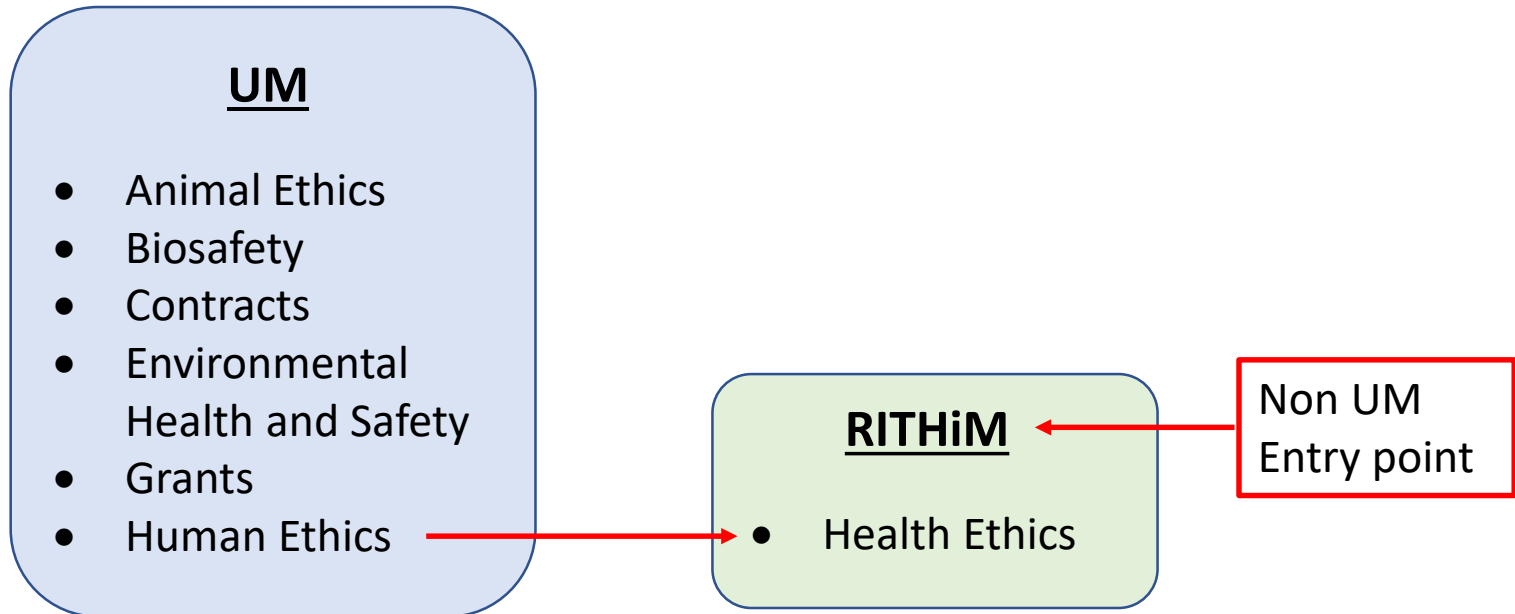 UM
• Animal Ethics
• Biosafety
• Contracts
• Environmental
Health and Safety
• Grants
• Human Ethics
RITHiM
• Health Ethics
Non UM
Entry point